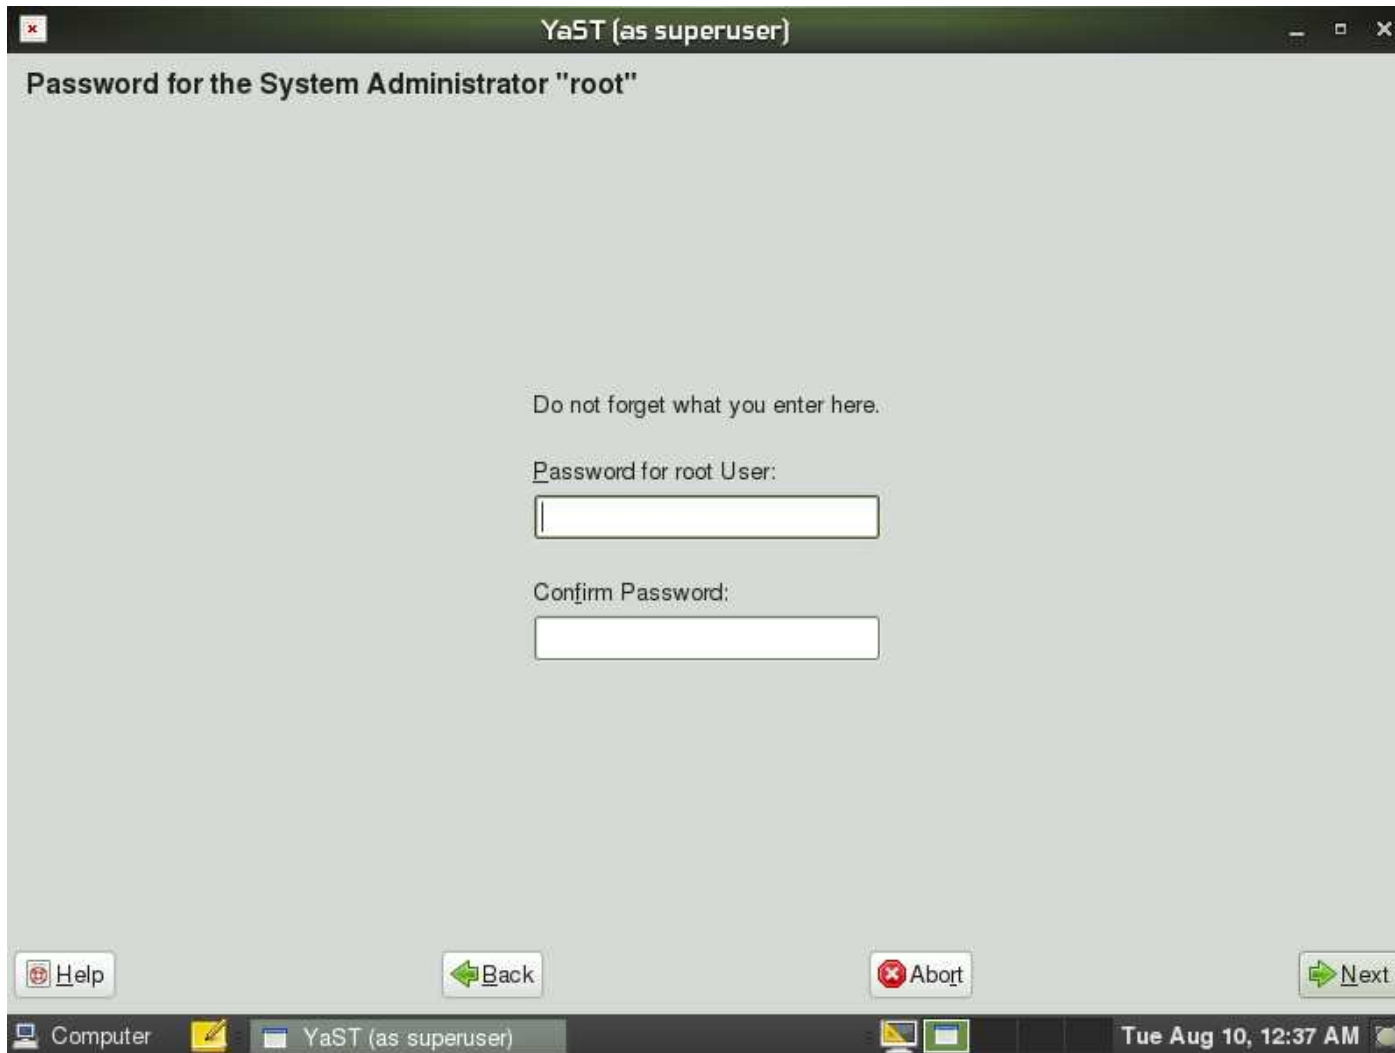 YaST (as superuser)
Password for the System Administrator "root"
Do not forget what you enter here.
Password for root User:
Confirm Password:
Help
Back
Abort
Next
Computer
YaST (as superuser)
Tue Aug 10, 12:37 AM